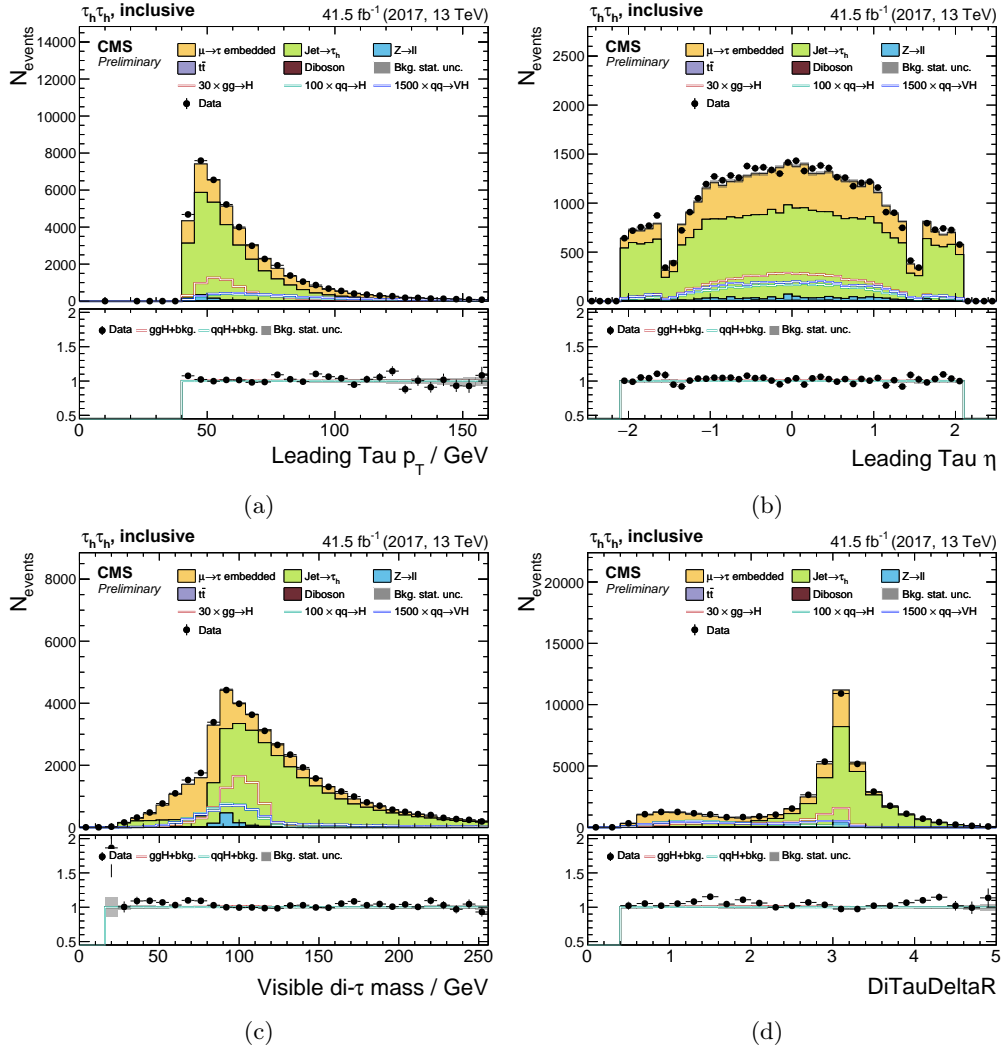 τhτh, inclusive 41.5 fb-1 (2017, 13 TeV)
CMS
Preliminary
μ→τ embedded Jet→τh Z→ll
tt̄ Diboson Bkg. stat. unc.
30 × gg→H 100 × qq→H 1500 × qq→VH
Data
Nevents
14000
12000
10000
8000
6000
4000
2000
0
Data ggH+bkg. qqH+bkg. Bkg. stat. unc.
2
1.5
1
0.5
0 50 100 150
Leading Tau pT / GeV
(a)
τhτh, inclusive 41.5 fb-1 (2017, 13 TeV)
CMS
Preliminary
μ→τ embedded Jet→τh Z→ll
tt̄ Diboson Bkg. stat. unc.
30 × gg→H 100 × qq→H 1500 × qq→VH
Data
Nevents
2500
2000
1500
1000
500
0
Data ggH+bkg. qqH+bkg. Bkg. stat. unc.
2
1.5
1
0.5
−2 −1 0 1 2
Leading Tau η
(b)
τhτh, inclusive 41.5 fb-1 (2017, 13 TeV)
CMS
Preliminary
μ→τ embedded Jet→τh Z→ll
tt̄ Diboson Bkg. stat. unc.
30 × gg→H 100 × qq→H 1500 × qq→VH
Data
Nevents
8000
6000
4000
2000
0
Data ggH+bkg. qqH+bkg. Bkg. stat. unc.
2
1.5
1
0.5
0 50 100 150 200 250
Visible di-τ mass / GeV
(c)
τhτh, inclusive 41.5 fb-1 (2017, 13 TeV)
CMS
Preliminary
μ→τ embedded Jet→τh Z→ll
tt̄ Diboson Bkg. stat. unc.
30 × gg→H 100 × qq→H 1500 × qq→VH
Data
Nevents
20000
15000
10000
5000
0
Data ggH+bkg. qqH+bkg. Bkg. stat. unc.
2
1.5
1
0.5
0 1 2 3 4 5
DiTauDeltaR
(d)